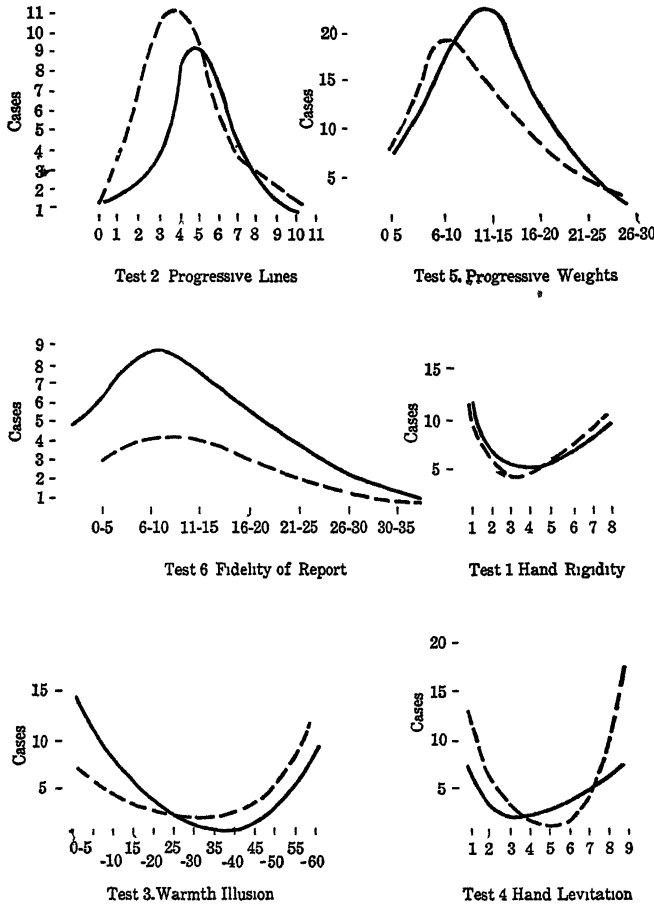 11
10
9
8
7
6
5
4
3
2
1
Cases
0 1 2 3 4 5 6 7 8 9 10 11
Test 2 Progressive Lines
20
15
10
5
Cases
0 5 6-10 11-15 16-20 21-25 26-30
Test 5. Progressive Weights
9
8
7
6
5
4
3
2
1
Cases
0-5 6-10 11-15 16-20 21-25 26-30 30-35
Test 6 Fidelity of Report
15
10
5
Cases
1 2 3 4 5 6 7 8
Test 1 Hand Rigidity
15
10
5
Cases
0-5 15 25 35 45 55
-10 -20 -30 -40 -50 -60
Test 3. Warmth Illusion
20
15
10
5
Cases
1 2 3 4 5 6 7 8 9
Test 4 Hand Levitation